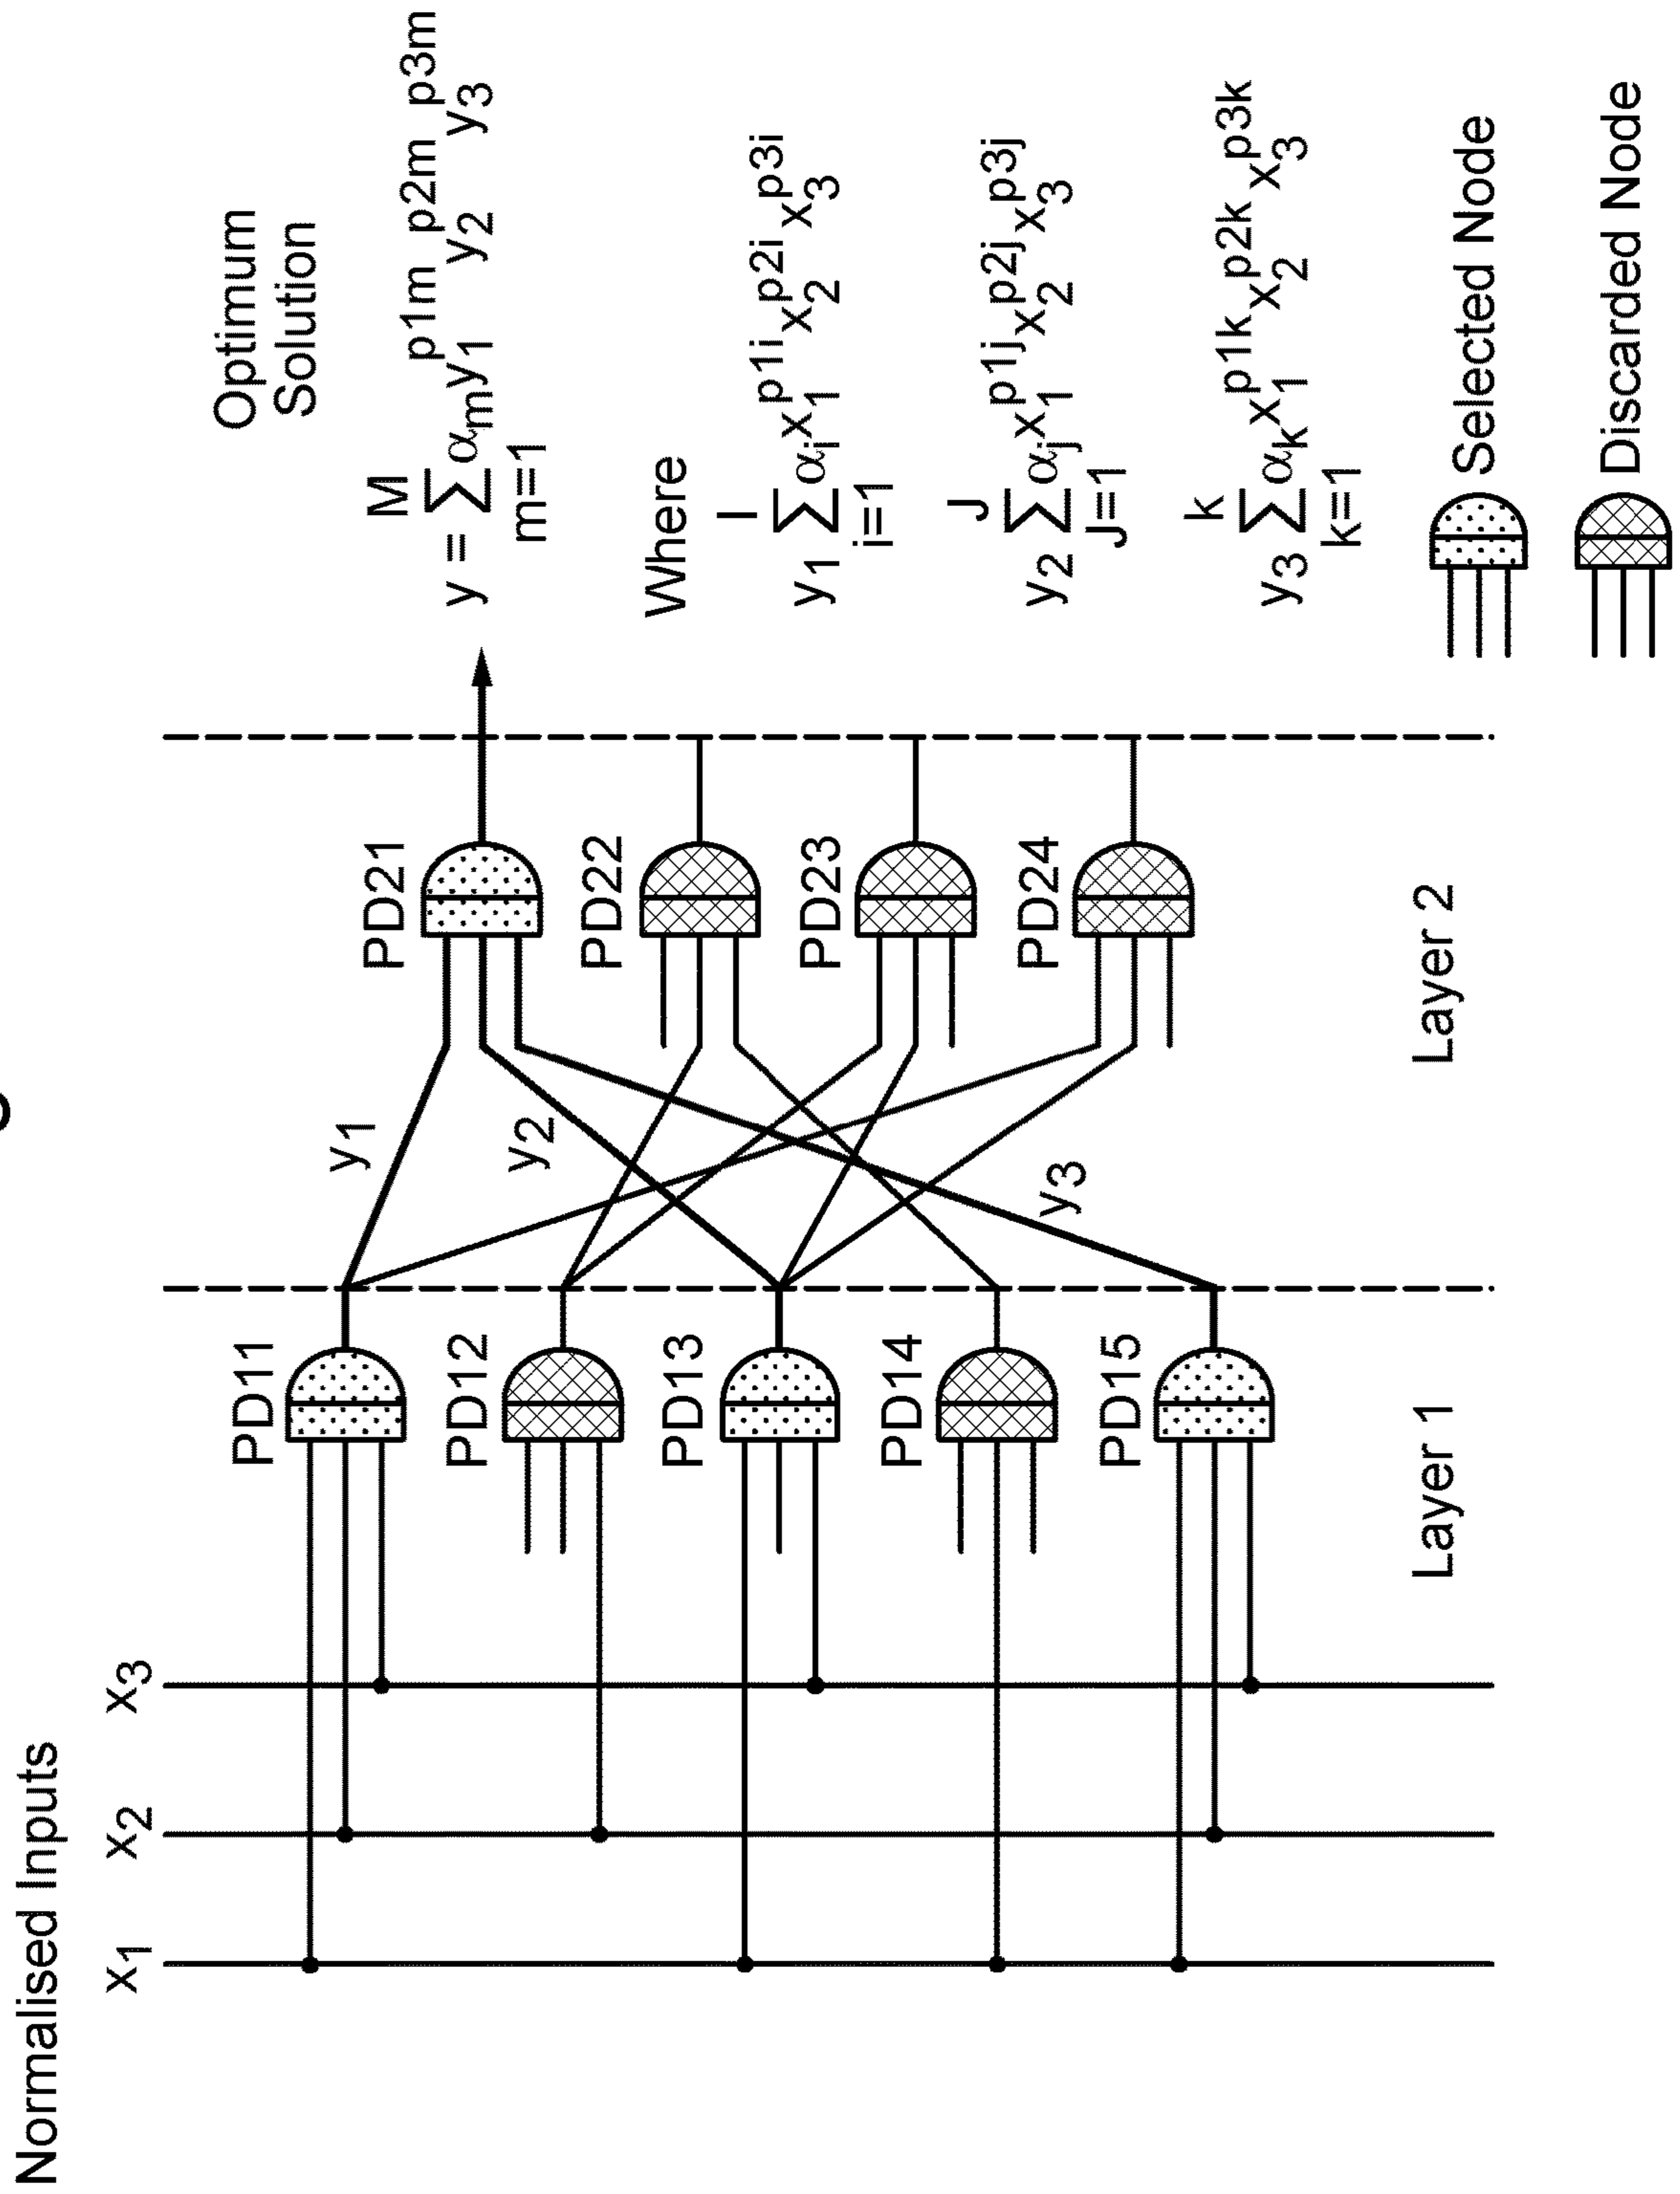 Normalised Inputs
x1 x2 x3
PD11
PD12
PD13
PD14
PD15
Layer 1
y1
y2
y3
PD21
PD22
PD23
PD24
Layer 2
Optimum
Solution
M
y = ∑ αm y1^p1m y2^p2m y3^p3m
m=1
Where
I
y1 ∑ αi x1^p1i x2^p2i x3^p3i
i=1
J
y2 ∑ αj x1^p1j x2^p2j x3^p3j
J=1
k
y3 ∑ αk x1^p1k x2^p2k x3^p3k
k=1
Selected Node
Discarded Node